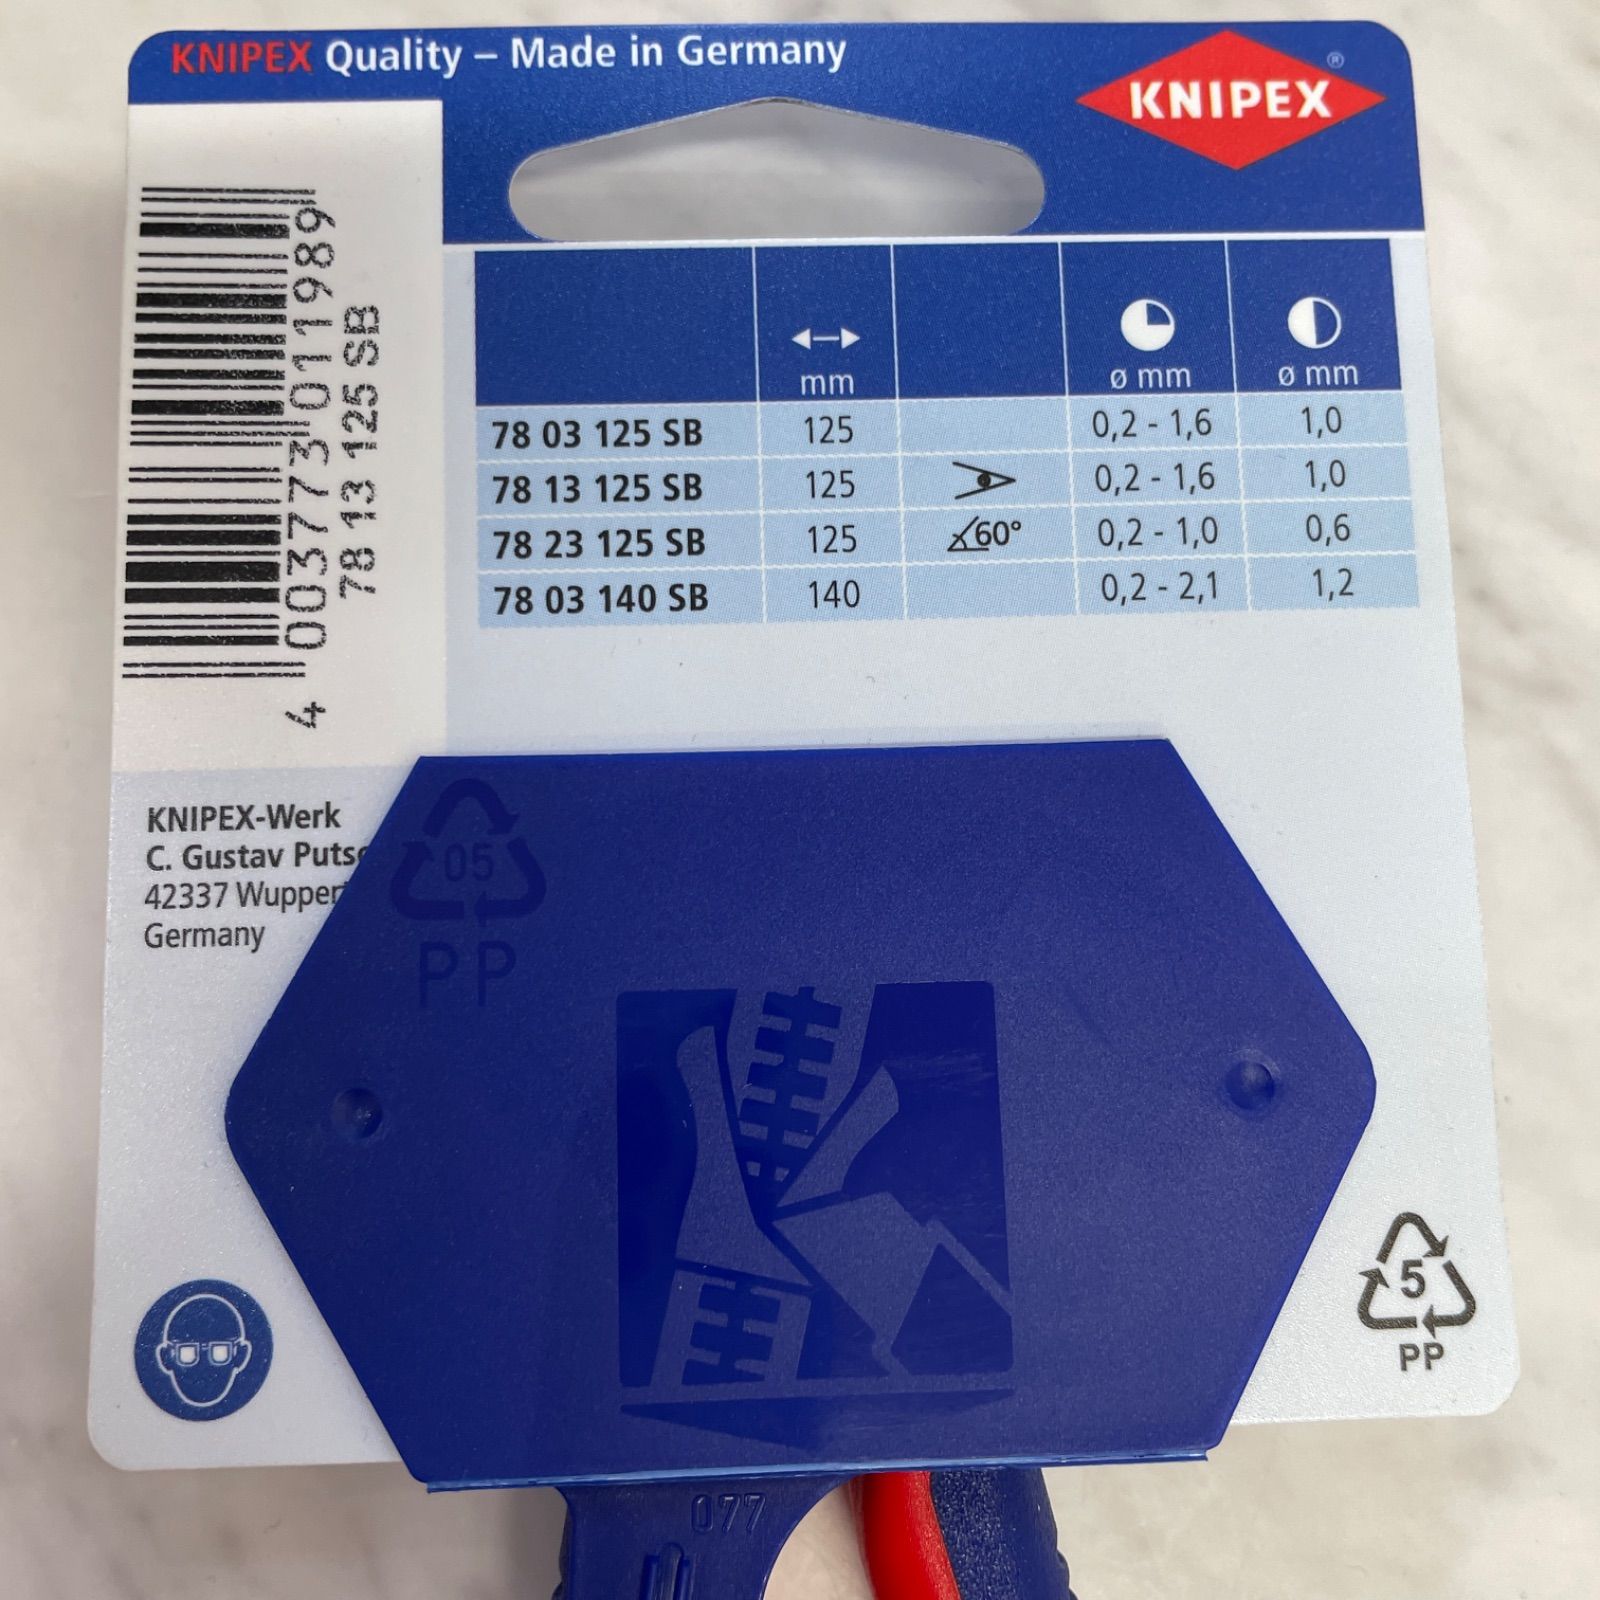 KNIPEX Quality – Made in Germany
KNIPEX®
4 003773 011989
78 13 125 SB
mm ø mm ø mm
78 03 125 SB 125 0,2 - 1,6 1,0
78 13 125 SB 125 0,2 - 1,6 1,0
78 23 125 SB 125 60° 0,2 - 1,0 0,6
78 03 140 SB 140 0,2 - 2,1 1,2
KNIPEX-Werk
C. Gustav
42337
Germany
05
PP
5
PP
077